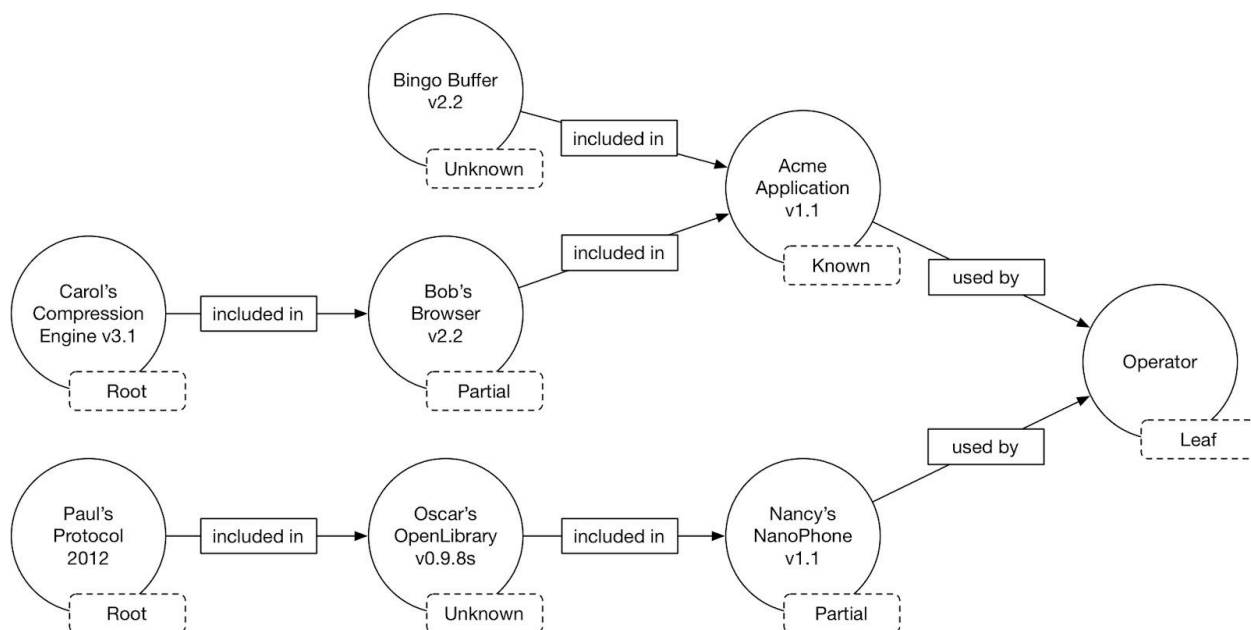 Bingo Buffer
v2.2
Unknown
included in
Acme
Application
v1.1
Known
included in
used by
Carol's
Compression
Engine v3.1
Root
included in
Bob's
Browser
v2.2
Partial
Operator
Leaf
used by
Paul's
Protocol
2012
Root
included in
Oscar's
OpenLibrary
v0.9.8s
Unknown
included in
Nancy's
NanoPhone
v1.1
Partial